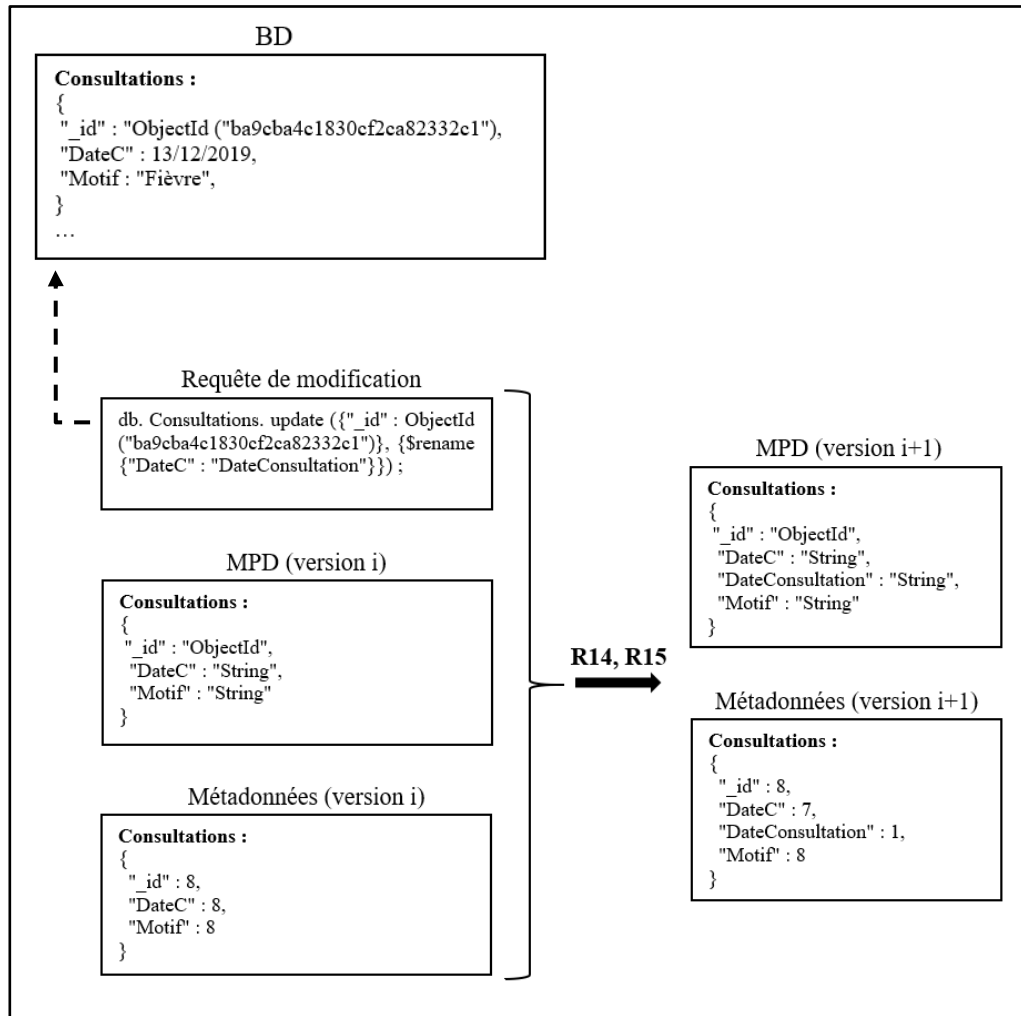 BD
Consultations :
{
"_id" : "ObjectId ("ba9cba4c1830cf2ca82332c1"),
"DateC" : 13/12/2019,
"Motif : "Fièvre",
}
…
Requête de modification
db. Consultations. update ({"_id" : ObjectId
("ba9cba4c1830cf2ca82332c1")}, {$rename
{"DateC" : "DateConsultation"}}) ;
MPD (version i)
Consultations :
{
"_id" : "ObjectId",
"DateC" : "String",
"Motif" : "String"
}
Métadonnées (version i)
Consultations :
{
"_id" : 8,
"DateC" : 8,
"Motif" : 8
}
R14, R15
MPD (version i+1)
Consultations :
{
"_id" : "ObjectId",
"DateC" : "String",
"DateConsultation" : "String",
"Motif" : "String"
}
Métadonnées (version i+1)
Consultations :
{
"_id" : 8,
"DateC" : 7,
"DateConsultation" : 1,
"Motif" : 8
}